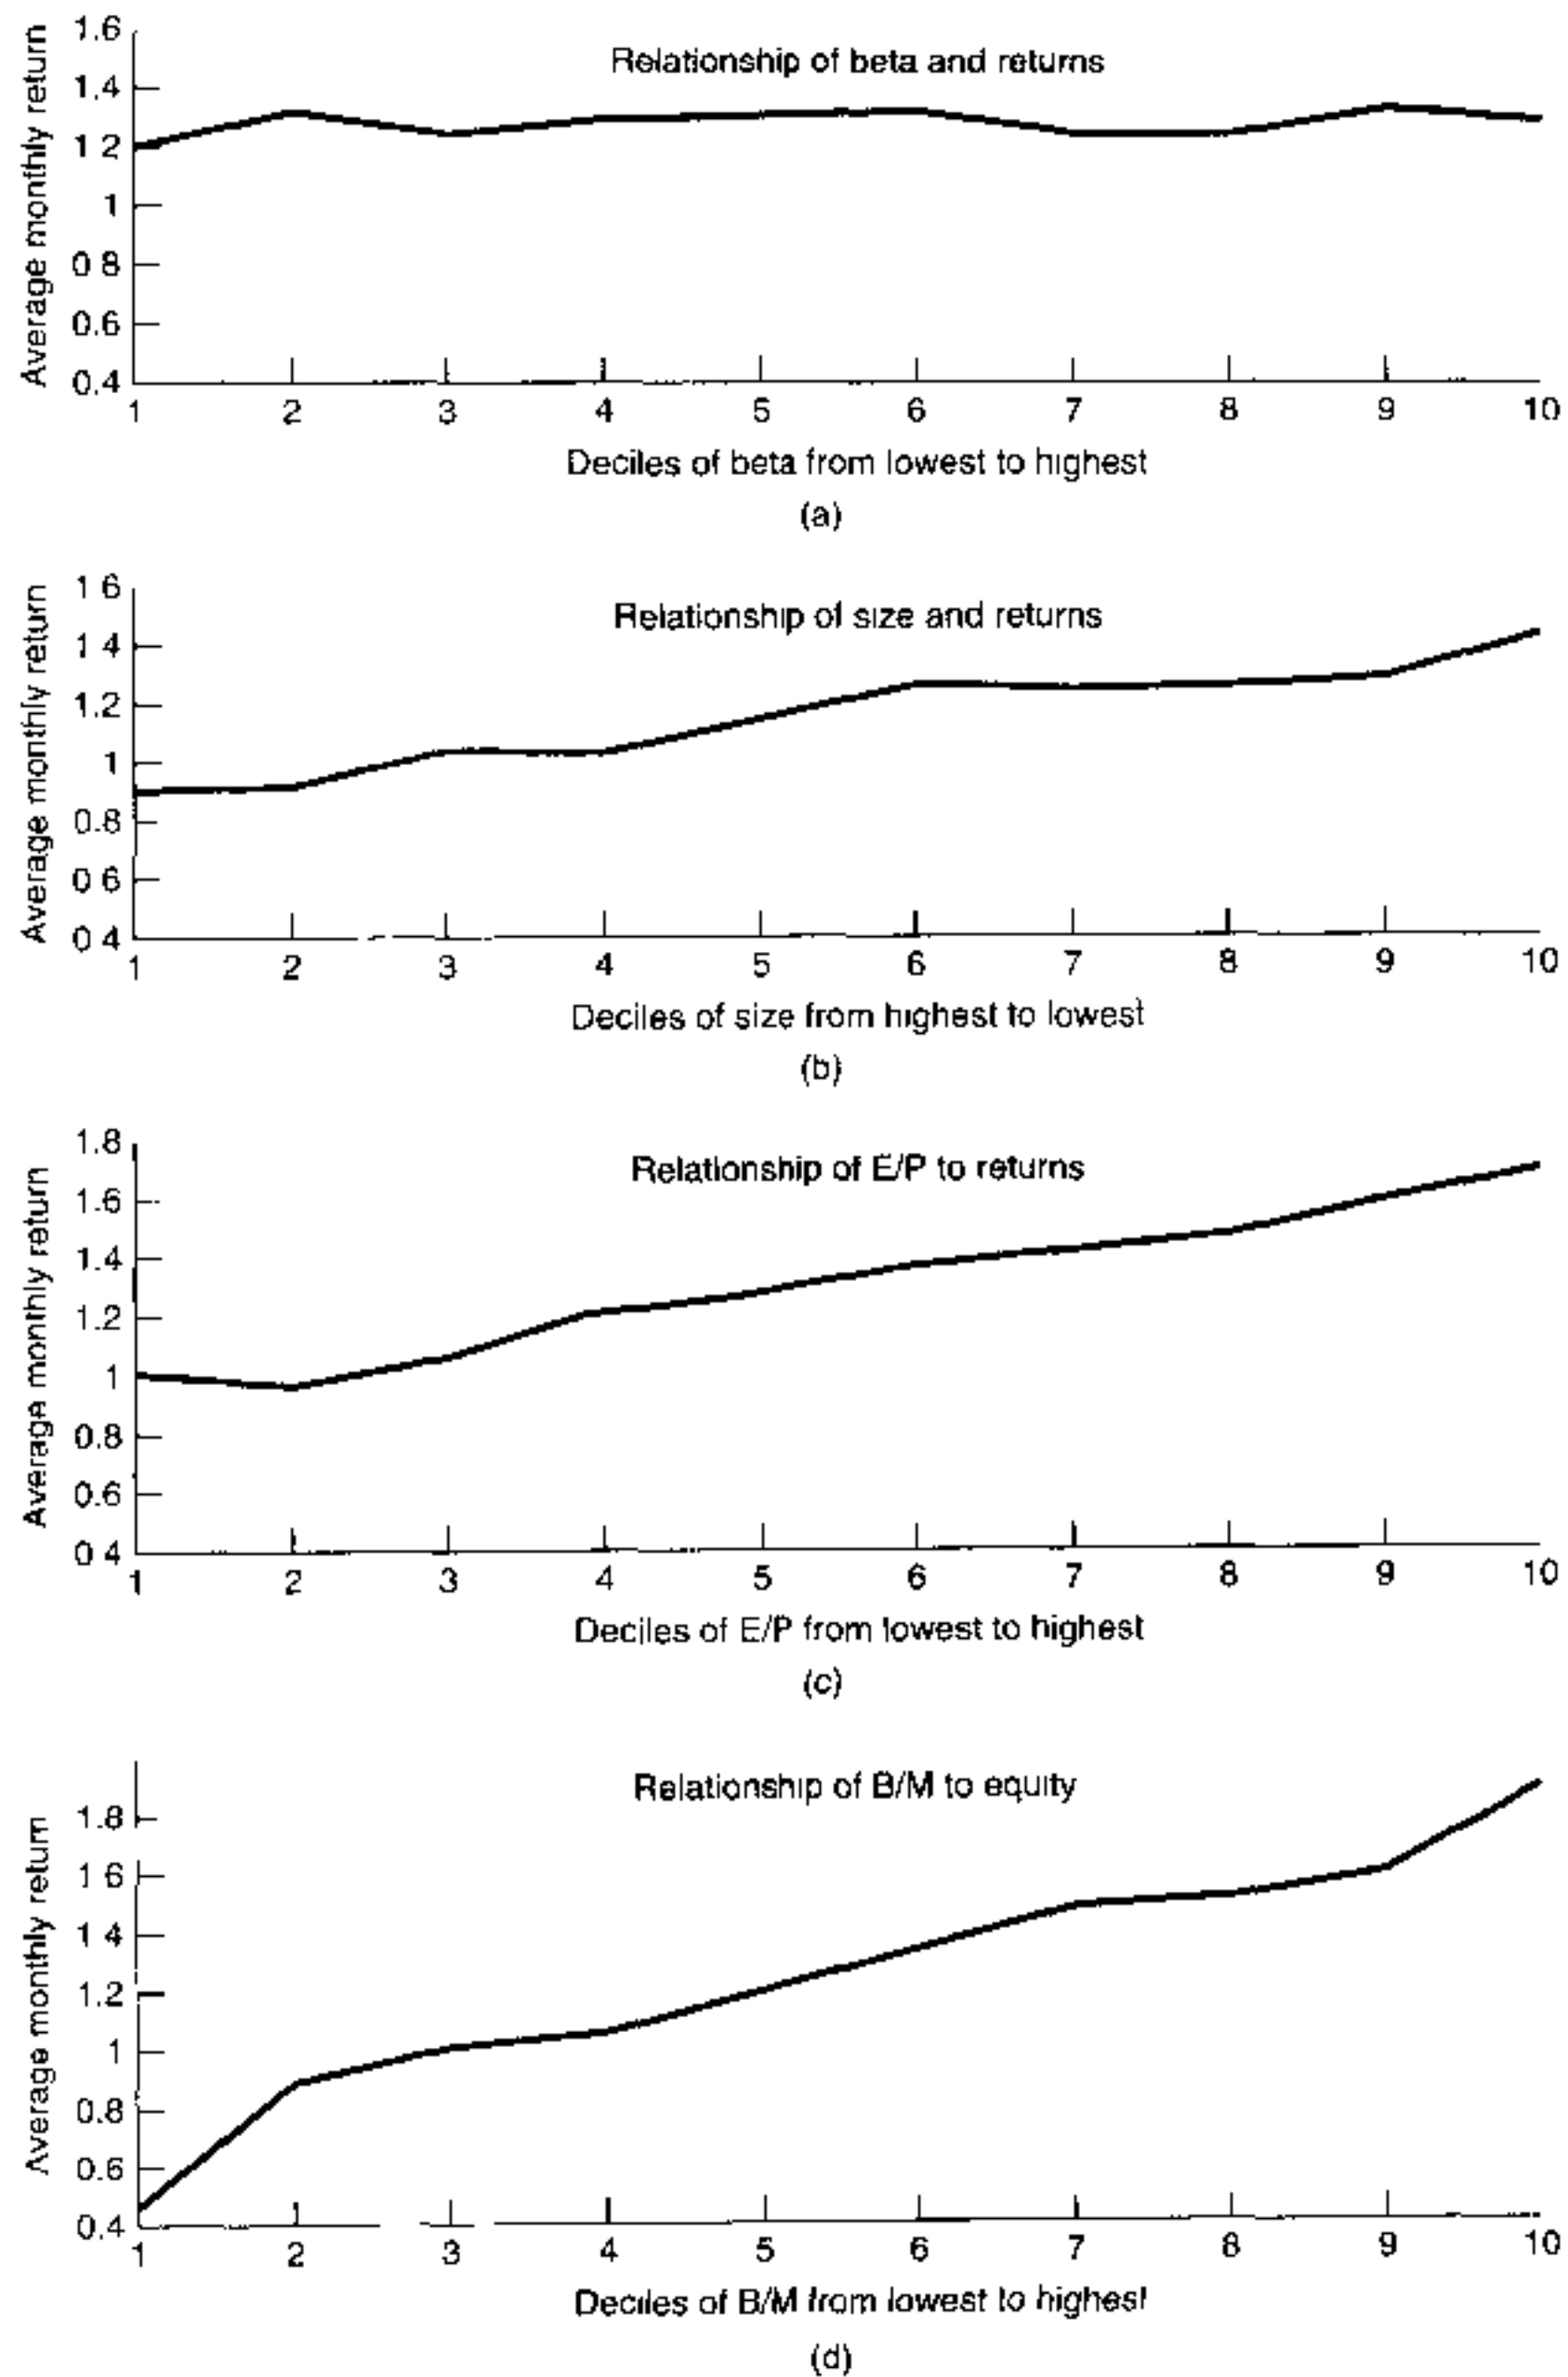 Relationship of beta and returns
Average monthly return
1.6
1.4
1 2
1
0 8
0.6
0.4
1 2 3 4 5 6 7 8 9 10
Deciles of beta from lowest to highest
(a)
Relationship of size and returns
Average monthly return
1 6
1 4
1.2
1
0.8
0 6
0 4
1 2 3 4 5 6 7 8 9 10
Deciles of size from highest to lowest
(b)
Relationship of E/P to returns
Average monthly return
1.8
1.6
1.4
1.2
1
0.8
0.6
0 4
1 2 3 4 5 6 7 8 9 10
Deciles of E/P from lowest to highest
(c)
Relationship of B/M to equity
Average monthly return
1.8
1 6
1 4
1.2
1
0.8
0.6
0.4
1 2 3 4 5 6 7 8 9 10
Deciles of B/M from lowest to highest
(d)